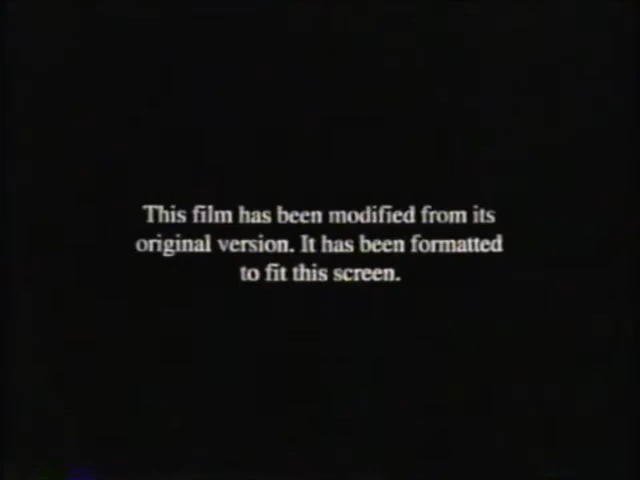 This film has been modified from its
original version. It has been formatted
to fit this screen.